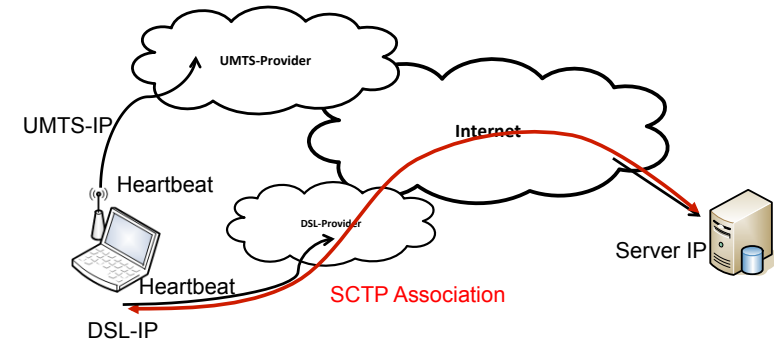 UMTS-Provider
UMTS-IP
Internet
Heartbeat
DSL-Provider
Server IP
Heartbeat
SCTP Association
DSL-IP